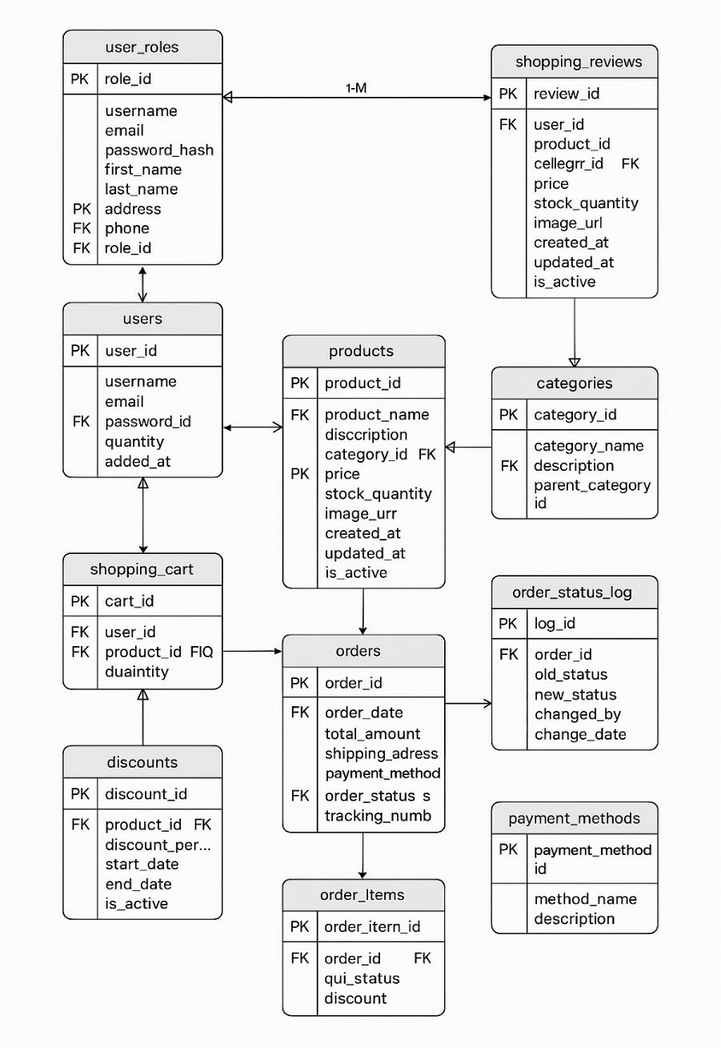 user_roles
PK role_id
username
email
password_hash
first_name
last_name
PK address
FK phone
FK role_id
1-M
shopping_reviews
PK review_id
FK user_id
product_id
cellegrr_id FK
price
stock_quantity
image_url
created_at
updated_at
is_active
users
PK user_id
username
email
FK password_id
quantity
added_at
products
PK product_id
FK product_name
disccription
category_id FK
PK price
stock_quantity
image_urr
created_at
updated_at
is_active
categories
PK category_id
category_name
FK description
parent_category
id
shopping_cart
PK cart_id
FK user_id
FK product_id FIQ
duaintity
orders
PK order_id
FK order_date
total_amount
shipping_adress
payment_method
FK order_status s
tracking_numb
order_status_log
PK log_id
FK order_id
old_status
new_status
changed_by
change_date
discounts
PK discount_id
FK product_id FK
discount_per...
start_date
end_date
is_active
order_Items
PK order_itern_id
FK order_id FK
qui_status
discount
payment_methods
PK payment_method
id
method_name
description